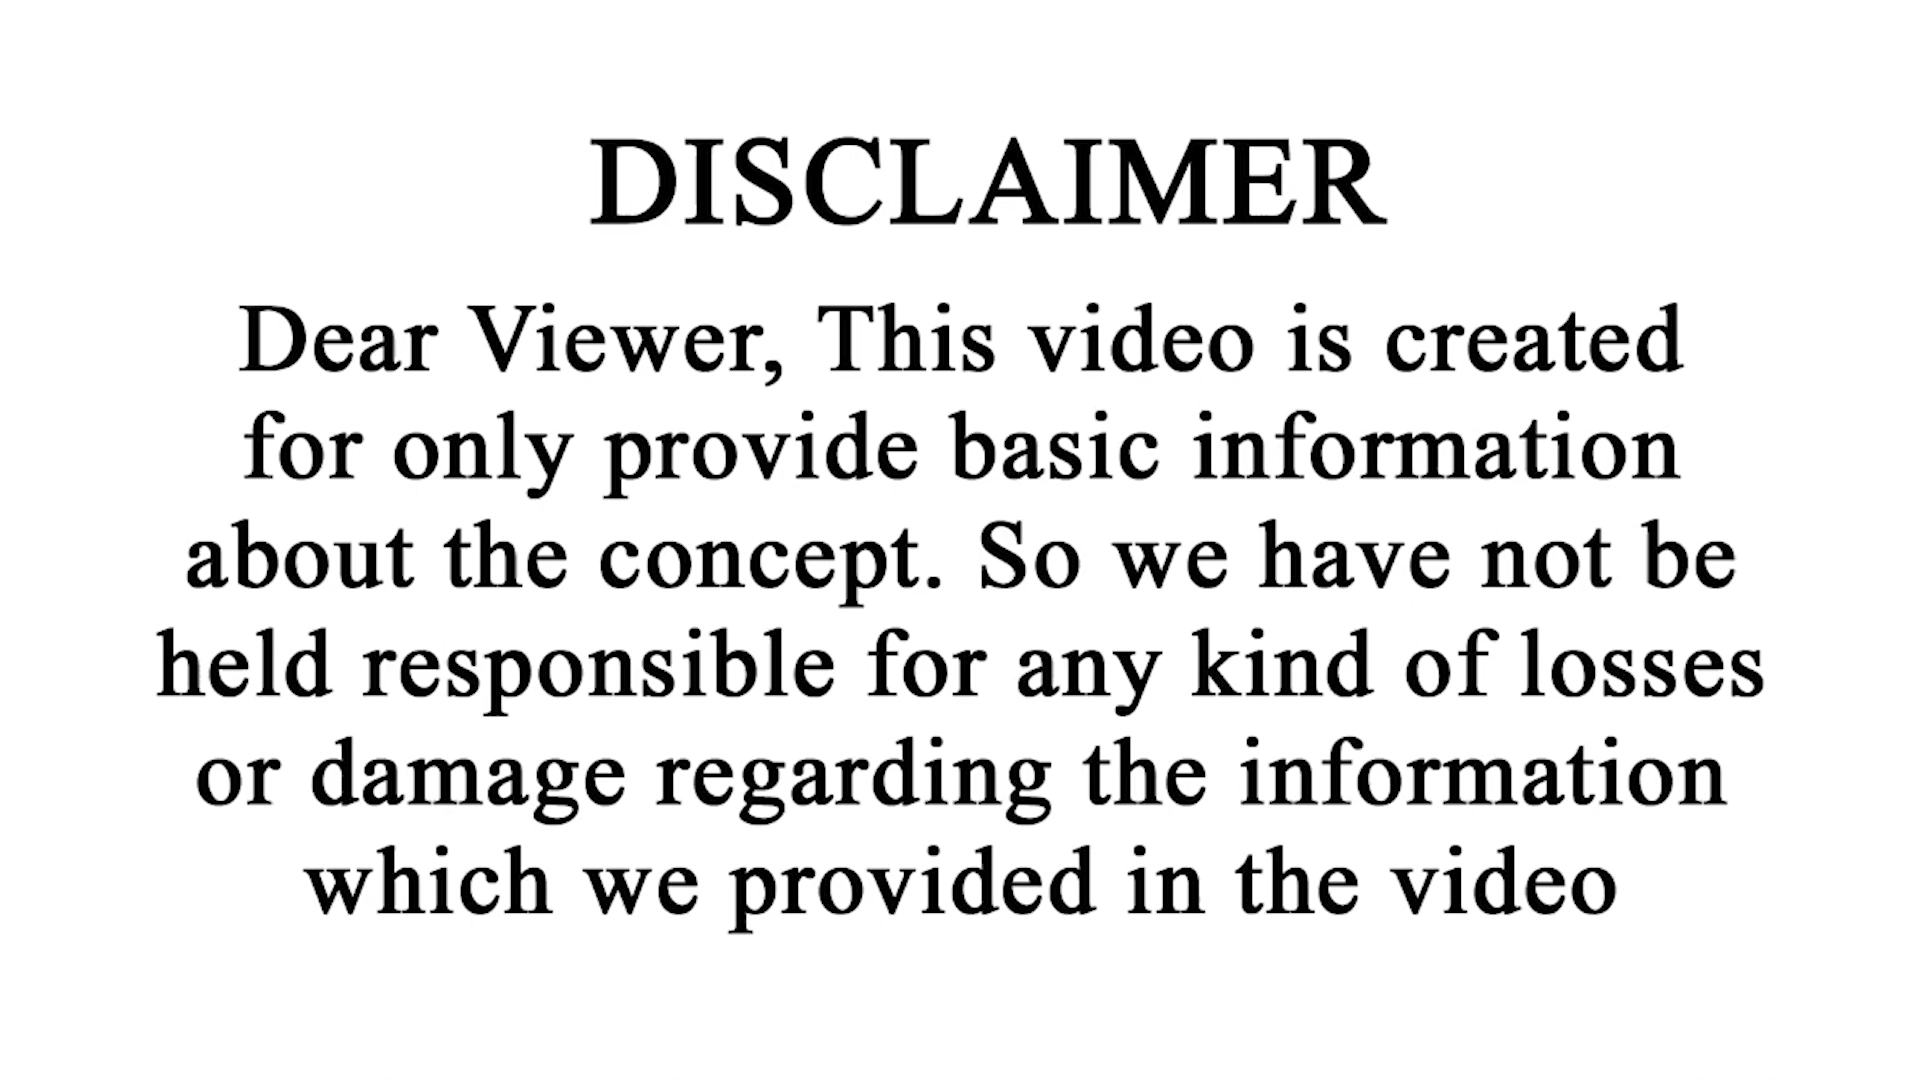 DISCLAIMER
Dear Viewer, This video is created
for only provide basic information
about the concept. So we have not be
held responsible for any kind of losses
or damage regarding the information
which we provided in the video